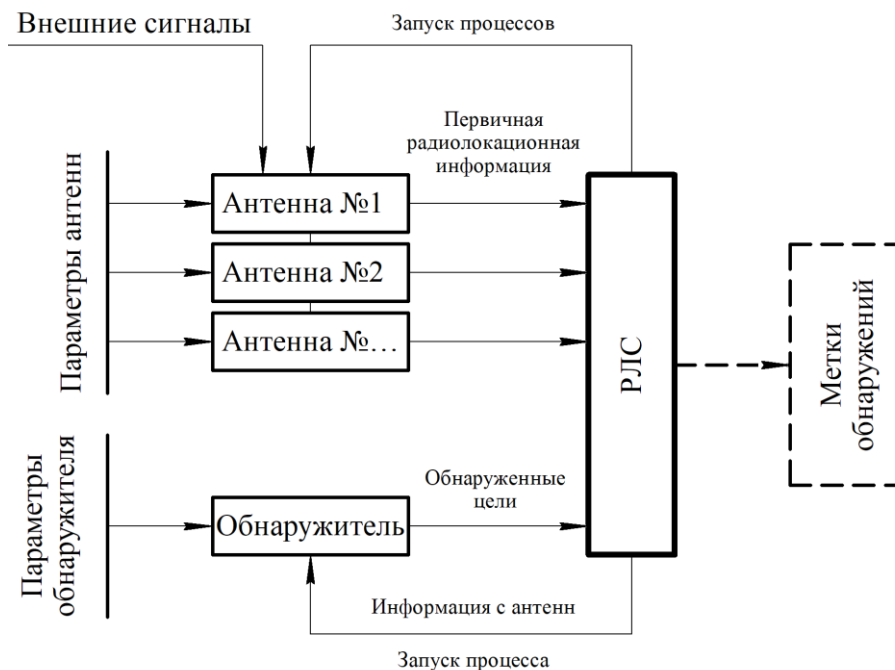 Внешние сигналы
Запуск процессов
Первичная
радиолокационная
информация
Параметры антенн
Антенна №1
Антенна №2
Антенна №…
РЛС
Метки
обнаружений
Параметры
обнаружителя
Обнаружитель
Обнаруженные
цели
Информация с антенн
Запуск процесса